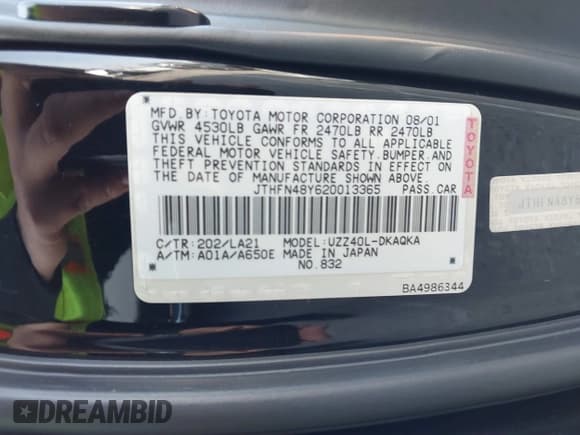 MFD. BY: TOYOTA MOTOR CORPORATION 08/01
GVWR 4530LB GAWR FR 2470LB RR 2470LB
THIS VEHICLE CONFORMS TO ALL APPLICABLE
FEDERAL MOTOR VEHICLE SAFETY, BUMPER, AND
THEFT PREVENTION STANDARDS IN EFFECT ON
THE DATE OF MANUFACTURE SHOWN ABOVE
JTHFN48Y620013365 PASS. CAR
TOYOTA
C/TR: 202/LA21 MODEL: UZZ40L-DKAQKA
A/TM: A01A/A650E MADE IN JAPAN
NO. 832
BA4986344
DREAMBID